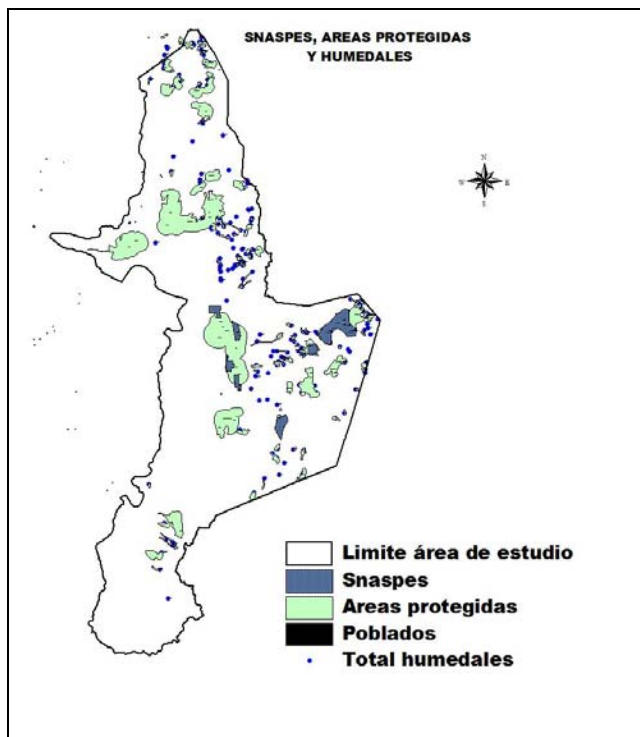 SNASPES, AREAS PROTEGIDAS
Y HUMEDALES
N
W E
S
Limite área de estudio
Snaspes
Areas protegidas
Poblados
Total humedales